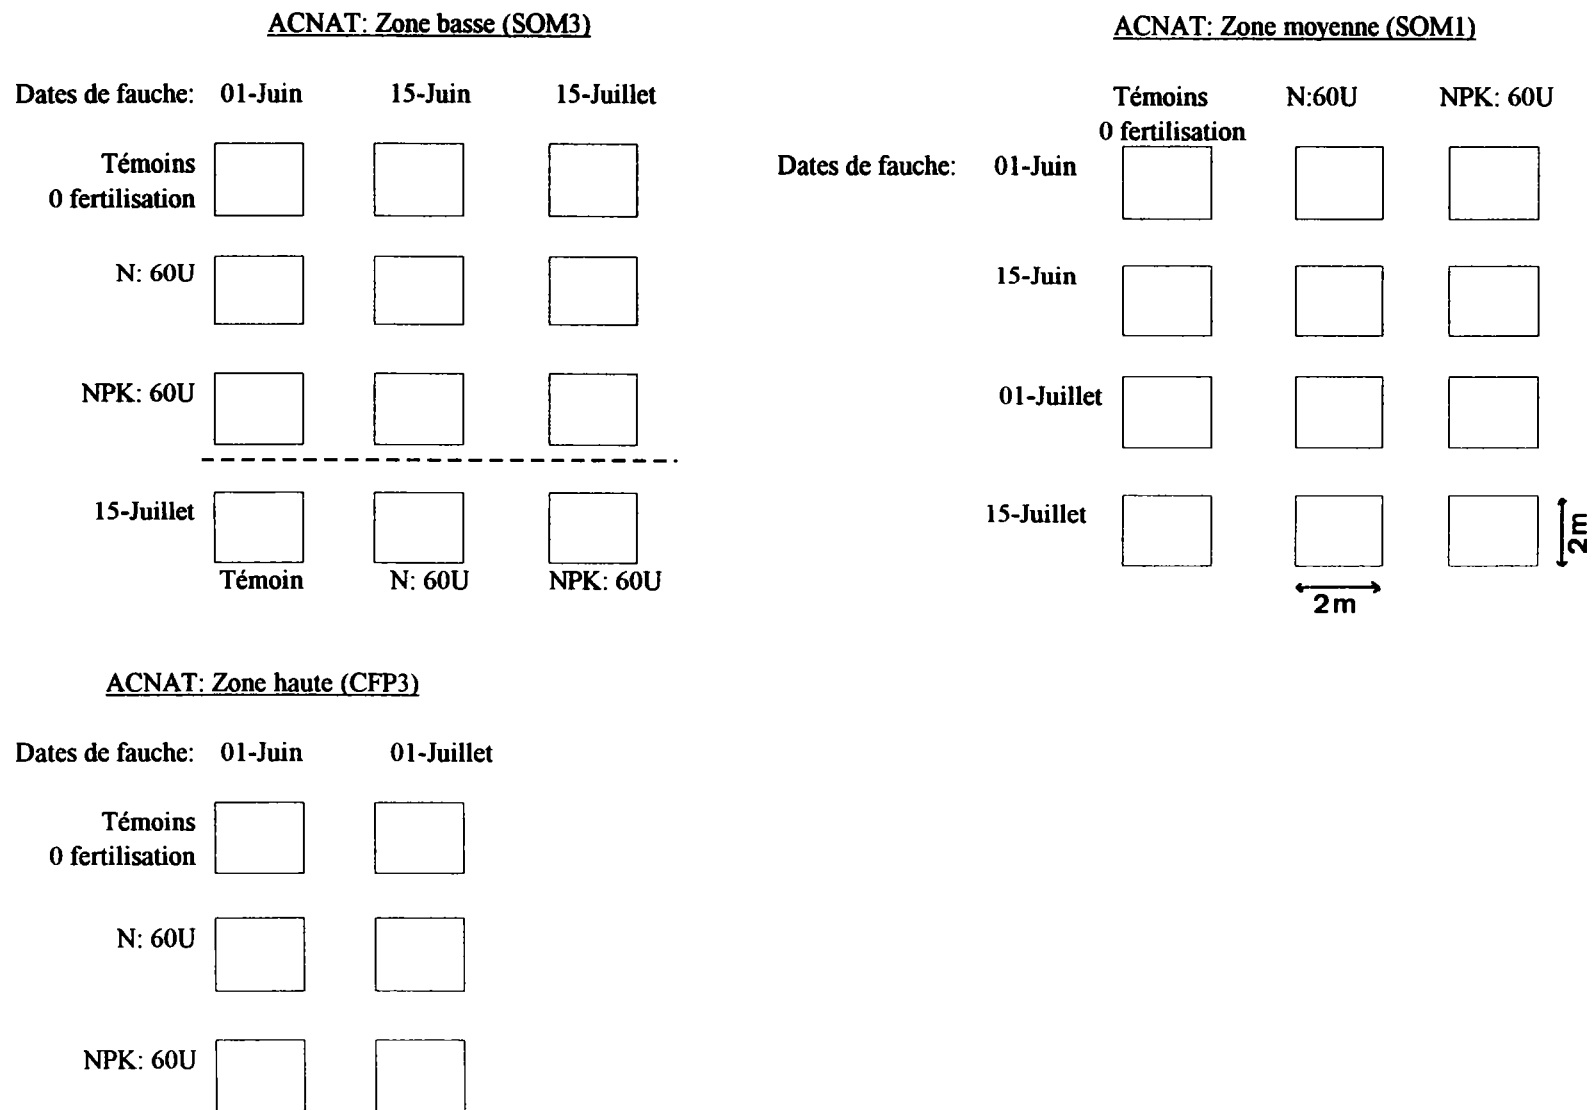 ACNAT: Zone basse (SOM3)
Dates de fauche: 01-Juin 15-Juin 15-Juillet
Témoins
0 fertilisation
N: 60U
NPK: 60U
15-Juillet
Témoin N: 60U NPK: 60U
ACNAT: Zone moyenne (SOM1)
Témoins N:60U NPK: 60U
0 fertilisation
Dates de fauche: 01-Juin
15-Juin
01-Juillet
15-Juillet
2m
2m
ACNAT: Zone haute (CFP3)
Dates de fauche: 01-Juin 01-Juillet
Témoins
0 fertilisation
N: 60U
NPK: 60U